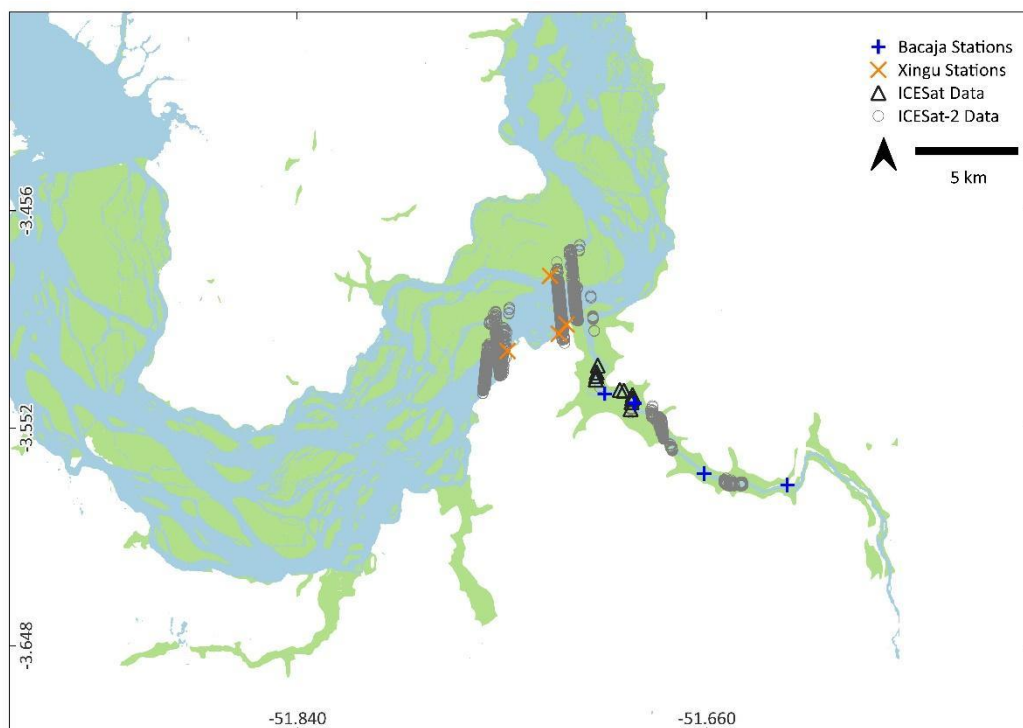 Bacaja Stations
Xingu Stations
ICESat Data
ICESat-2 Data
5 km
-3.456
-3.552
-3.648
-51.840
-51.660